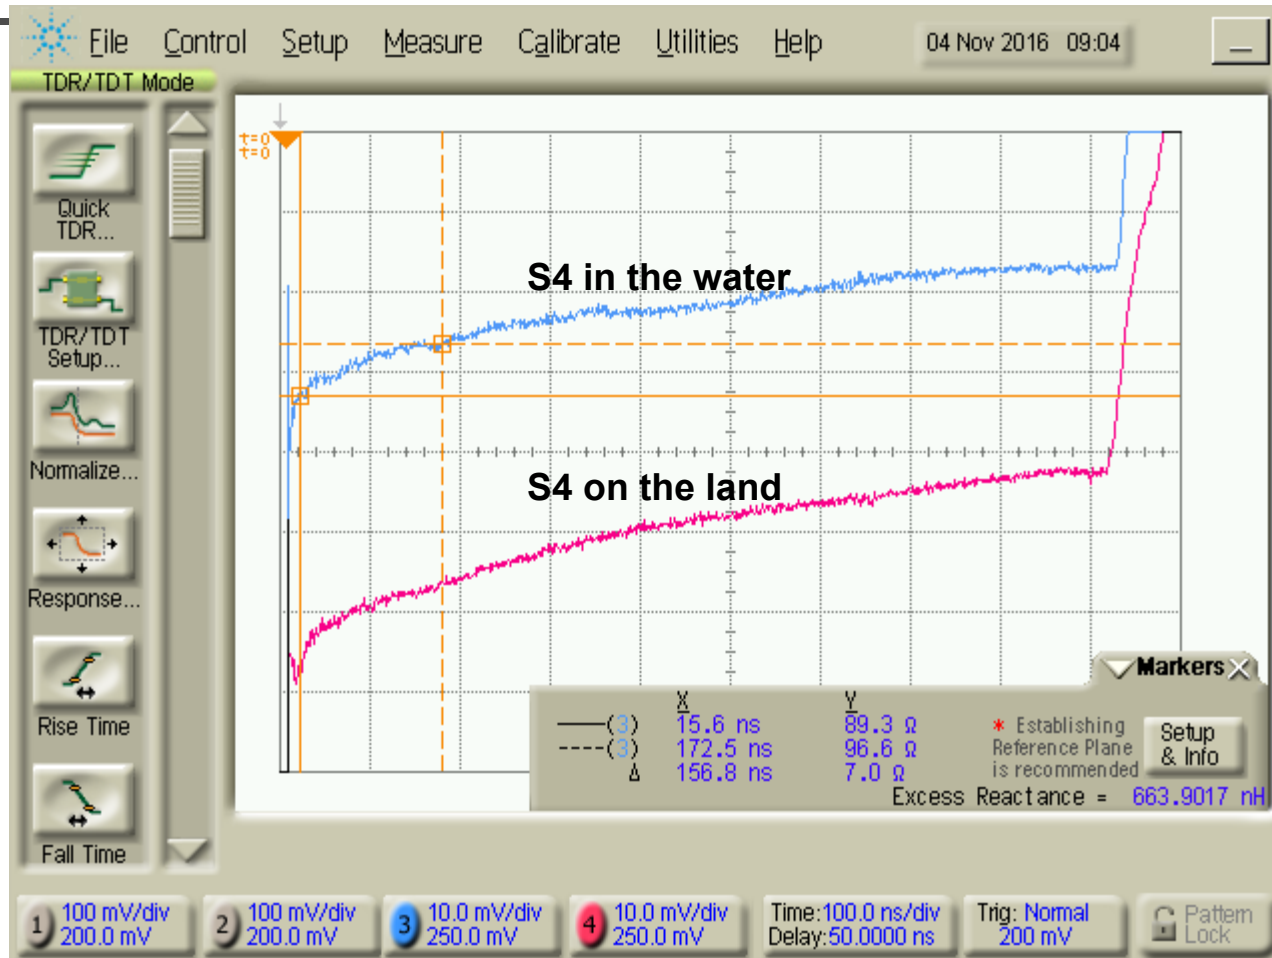 File Control Setup Measure Calibrate Utilities Help 04 Nov 2016 09:04
TDR/TDT Mode
Quick
TDR...
TDR/TDT
Setup...
Normalize...
Response...
Rise Time
Fall Time
t=0
t=0
S4 in the water
S4 on the land
Markers
X Y
——(3) 15.6 ns 89.3 Ω
----(3) 172.5 ns 96.6 Ω
Δ 156.8 ns 7.0 Ω
* Establishing
Reference Plane
is recommended
Setup
& Info
Excess Reactance = 663.9017 nH
1 100 mV/div
200.0 mV
2 100 mV/div
200.0 mV
3 10.0 mV/div
250.0 mV
4 10.0 mV/div
250.0 mV
Time:100.0 ns/div
Delay:50.0000 ns
Trig: Normal
200 mV
Pattern
Lock